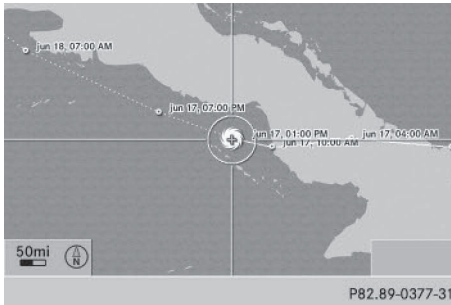 jun 18, 07:00 AM
jun 17, 07:00 PM
jun 17, 01:00 PM
jun 17, 04:00 AM
jun 17, 10:00 AM
50mi
N
P82.89-0377-31